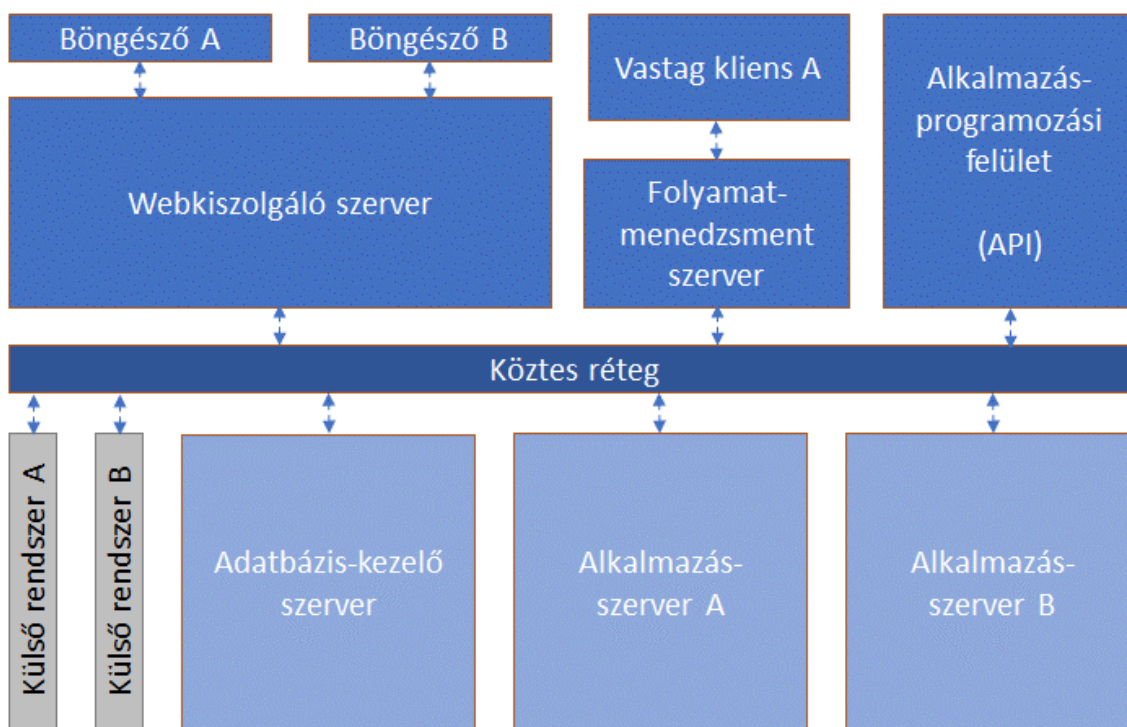 Böngésző A
Böngésző B
Vastag kliens A
Alkalmazás-
programozási
felület
(API)
Webkiszolgáló szerver
Folyamat-
menedzsment
szerver
Köztes réteg
Külső rendszer A
Külső rendszer B
Adatbázis-kezelő
szerver
Alkalmazás-
szerver A
Alkalmazás-
szerver B